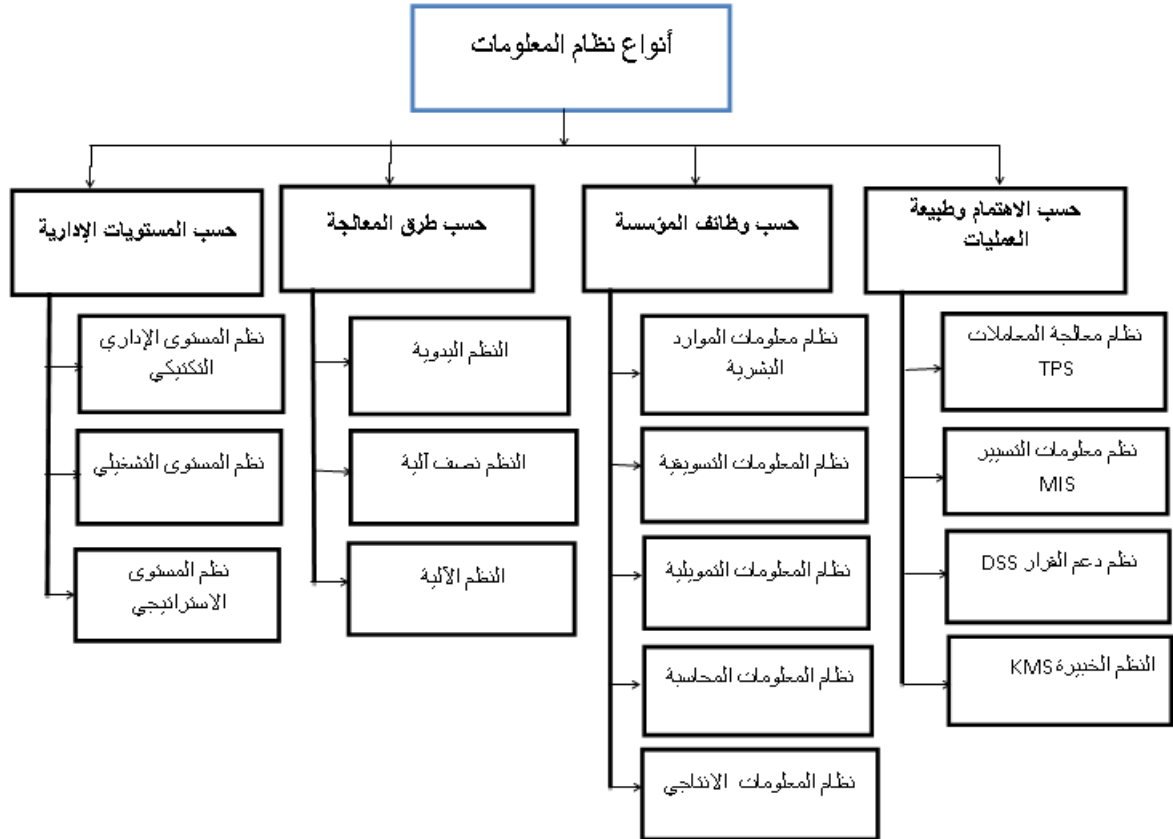 أنواع نظام المعلومات
حسب الاهتمام وطبيعة
العمليات
نظام معالجة المعاملات
TPS
نظم معلومات التسيير
MIS
نظم دعم القرار DSS
النظم الخبيرة KMS
حسب وظائف المؤسسة
نظام معلومات الموارد
البشرية
نظام المعلومات التسويقية
نظام المعلومات التمويلية
نظام المعلومات المحاسبة
نظام المعلومات الانتاجي
حسب طرق المعالجة
النظم اليدوية
النظم نصف آلية
النظم الآلية
حسب المستويات الإدارية
نظم المستوى الإداري
التكتيكي
نظم المستوى التشغيلي
نظم المستوى
الاستراتيجي